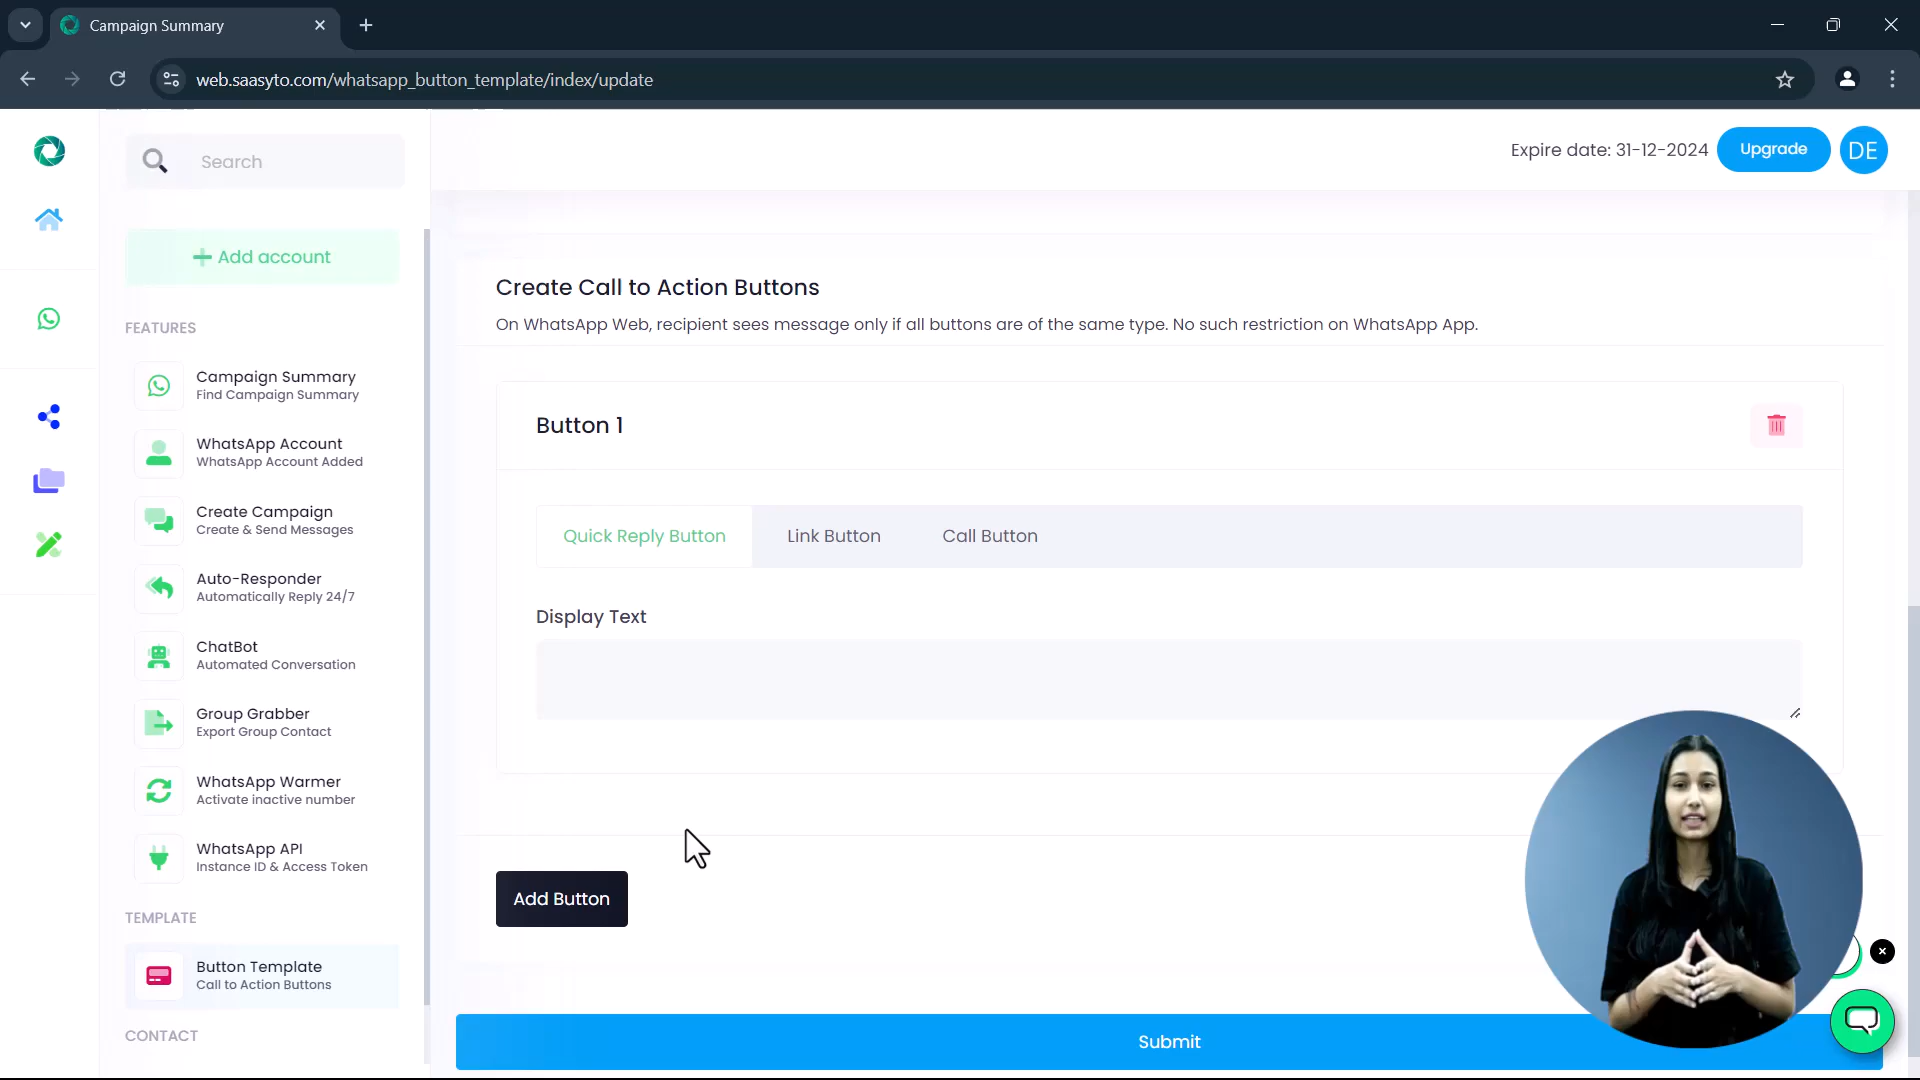 Campaign Summary
web.saasyto.com/whatsapp_button_template/index/update
Search
Expire date: 31-12-2024
Upgrade
DE
Add account
FEATURES
Campaign Summary
Find Campaign Summary
WhatsApp Account
WhatsApp Account Added
Create Campaign
Create & Send Messages
Auto-Responder
Automatically Reply 24/7
ChatBot
Automated Conversation
Group Grabber
Export Group Contact
WhatsApp Warmer
Activate inactive number
WhatsApp API
Instance ID & Access Token
TEMPLATE
Button Template
Call to Action Buttons
CONTACT
Create Call to Action Buttons
On WhatsApp Web, recipient sees message only if all buttons are of the same type. No such restriction on WhatsApp App.
Button 1
Quick Reply Button
Link Button
Call Button
Display Text
Add Button
Submit